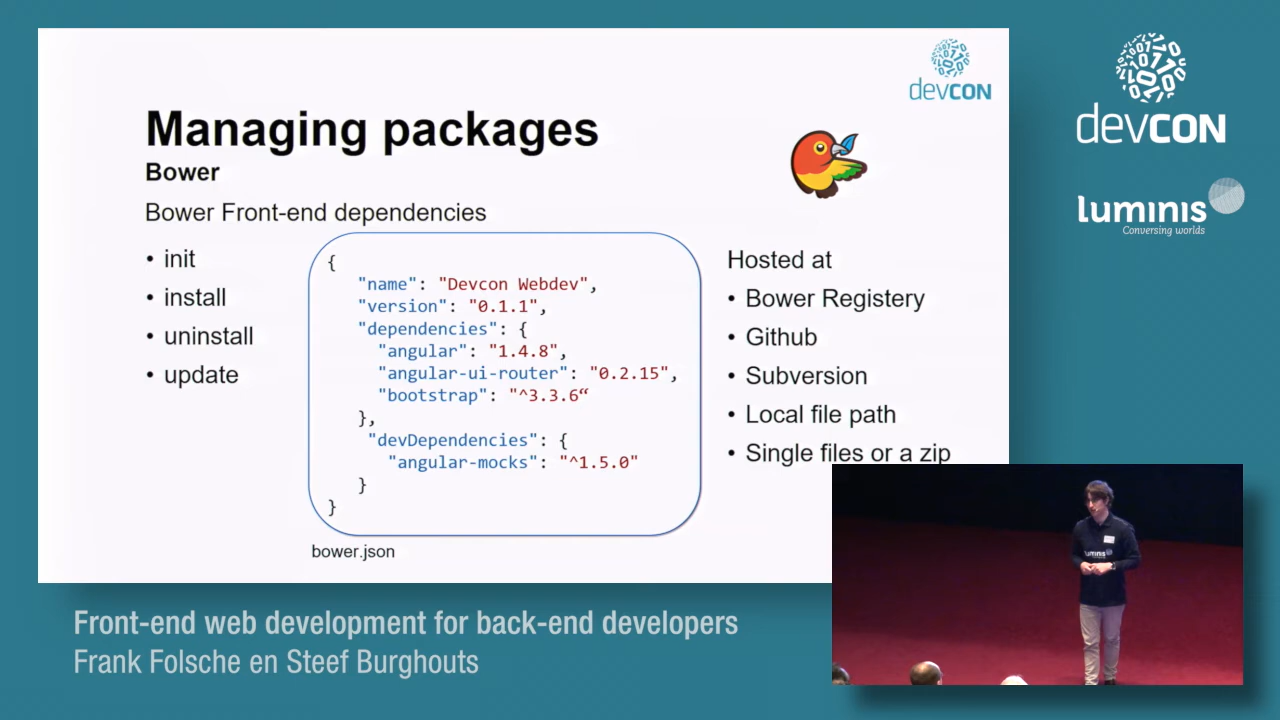 devcon
Managing packages
Bower
Bower Front-end dependencies
• init
• install
• uninstall
• update
{
"name": "Devcon Webdev",
"version": "0.1.1",
"dependencies": {
"angular": "1.4.8",
"angular-ui-router": "0.2.15",
"bootstrap": "^3.3.6“
},
"devDependencies": {
"angular-mocks": "^1.5.0"
}
}
bower.json
Hosted at
• Bower Registery
• Github
• Subversion
• Local file path
• Single files or a zip
devcon
luminis
Conversing worlds
luminis
Front-end web development for back-end developers
Frank Folsche en Steef Burghouts